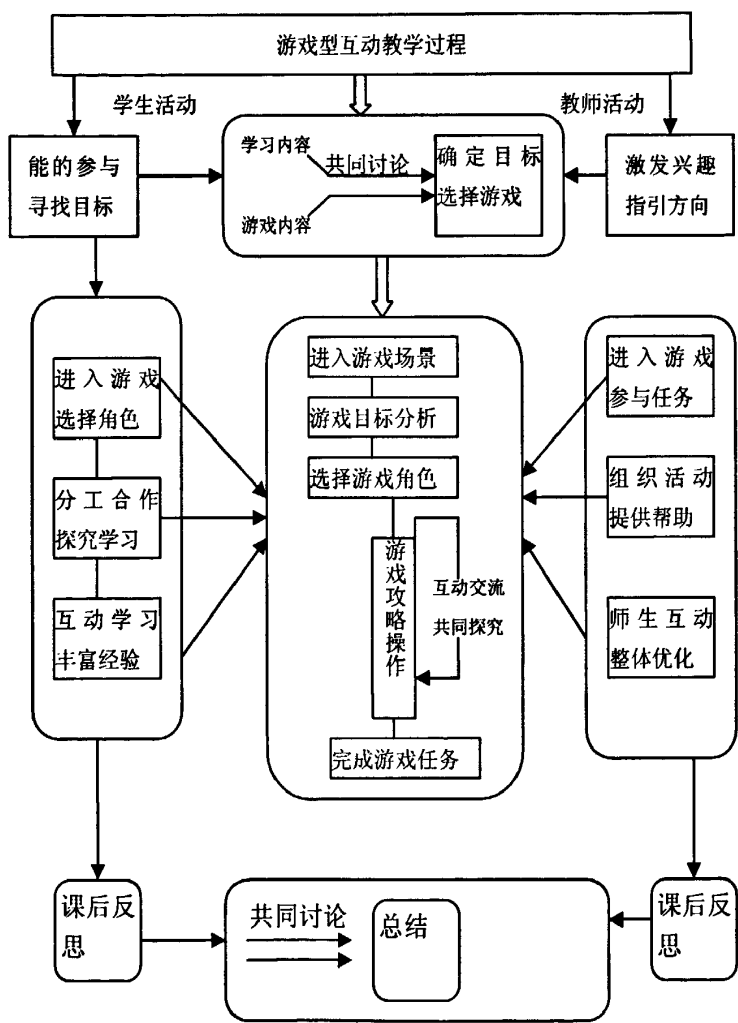 游戏型互动教学过程
学生活动
教师活动
能的参与
寻找目标
学习内容
共同讨论
游戏内容
确定目标
选择游戏
激发兴趣
指引方向
进入游戏
选择角色
分工合作
探究学习
互动学习
丰富经验
进入游戏场景
游戏目标分析
选择游戏角色
游戏攻略操作
互动交流
共同探究
完成游戏任务
进入游戏
参与任务
组织活动
提供帮助
师生互动
整体优化
课后反
思
共同讨论
总结
课后反
思